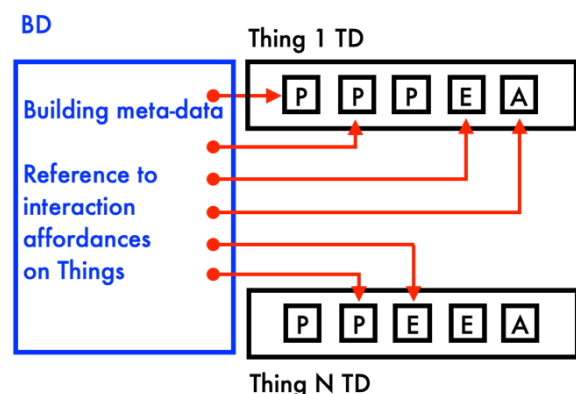 BD
Thing 1 TD
P P P E A
Building meta-data
Reference to
interaction
affordances
on Things
P P E E A
Thing N TD